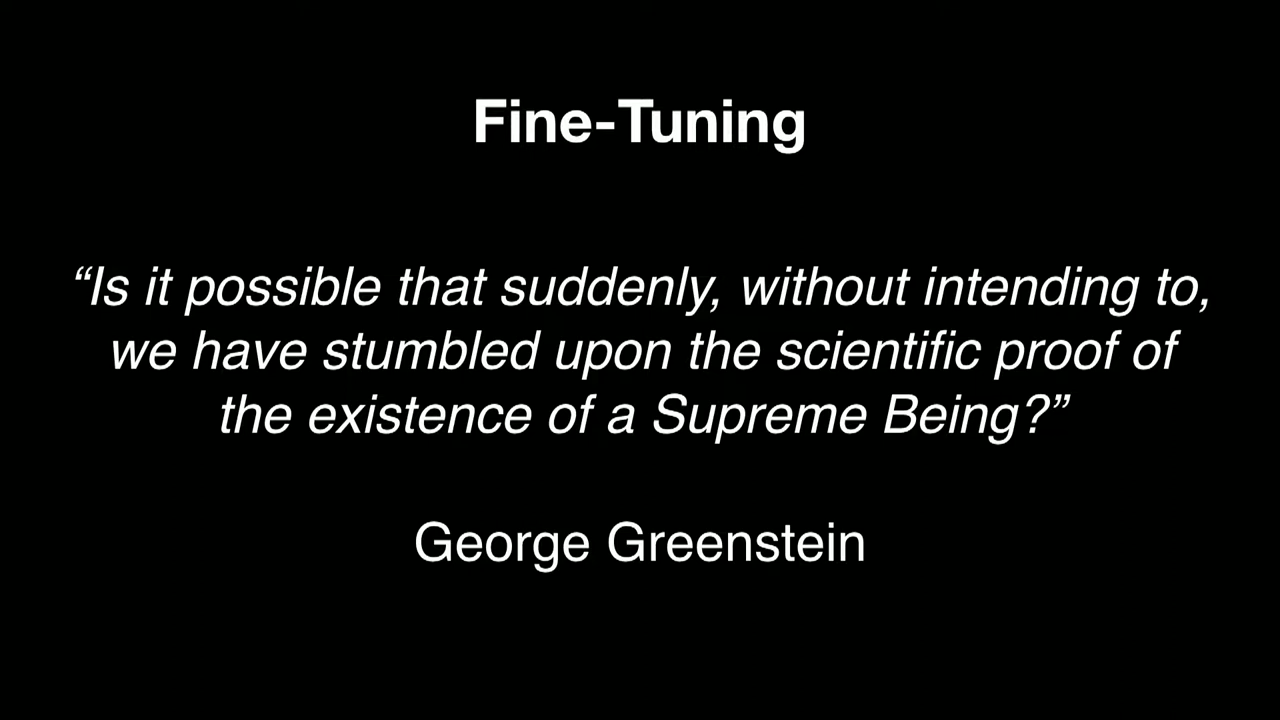 Fine-Tuning
“Is it possible that suddenly, without intending to,
we have stumbled upon the scientific proof of
the existence of a Supreme Being?”
George Greenstein